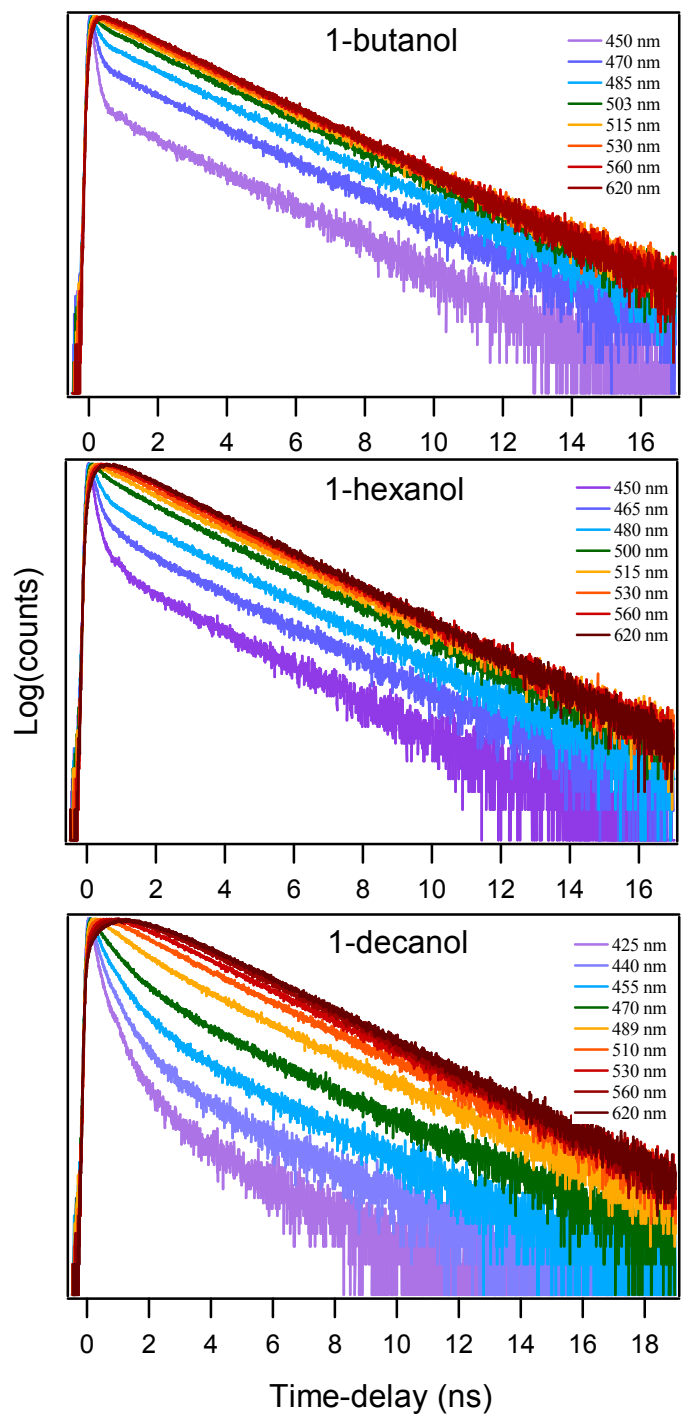 1-butanol
450 nm
470 nm
485 nm
503 nm
515 nm
530 nm
560 nm
620 nm
0 2 4 6 8 10 12 14 16
1-hexanol
450 nm
465 nm
480 nm
500 nm
515 nm
530 nm
560 nm
620 nm
0 2 4 6 8 10 12 14 16
Log(counts)
1-decanol
425 nm
440 nm
455 nm
470 nm
489 nm
510 nm
530 nm
560 nm
620 nm
0 2 4 6 8 10 12 14 16 18
Time-delay (ns)